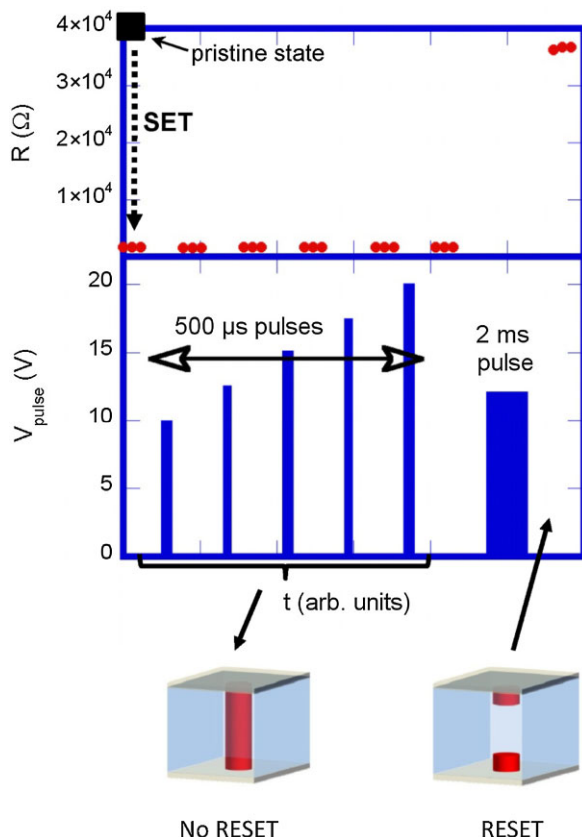 4×10⁴
pristine state
3×10⁴
SET
R (Ω)
2×10⁴
1×10⁴
20
500 µs pulses
2 ms
pulse
15
V_pulse (V)
10
5
0
t (arb. units)
No RESET
RESET